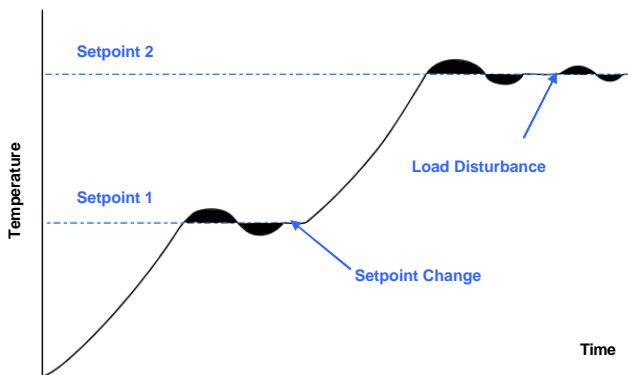 Setpoint 2
Load Disturbance
Temperature
Setpoint 1
Setpoint Change
Time